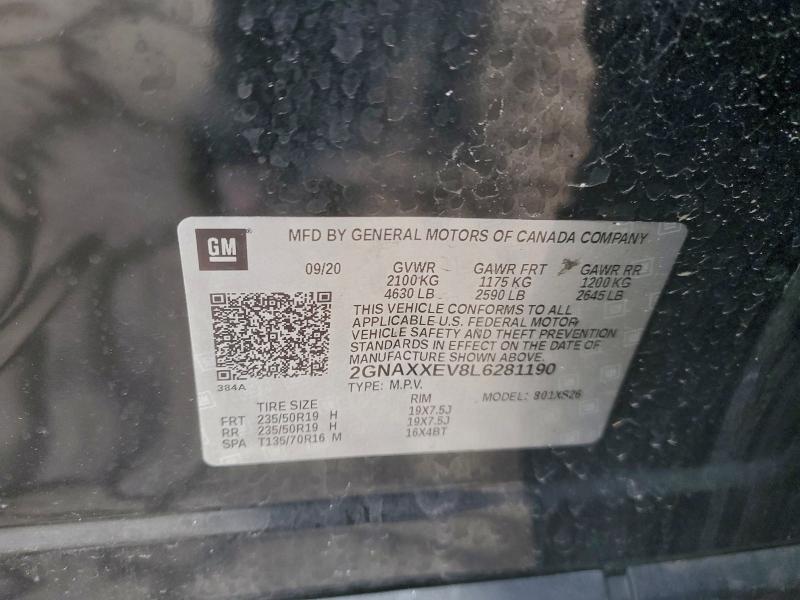 GM MFD BY GENERAL MOTORS OF CANADA COMPANY
09/20 GVWR GAWR FRT GAWR RR
2100 KG 1175 KG 1200 KG
4630 LB 2590 LB 2645 LB
THIS VEHICLE CONFORMS TO ALL
APPLICABLE U.S. FEDERAL MOTOR
VEHICLE SAFETY AND THEFT PREVENTION
STANDARDS IN EFFECT ON THE DATE OF
MANUFACTURE SHOWN ABOVE.
384A 2GNAXXEV8L6281190
TYPE: M.P.V. MODEL: 801XS26
TIRE SIZE RIM
FRT 235/50R19 H 19X7.5J
RR 235/50R19 H 19X7.5J
SPA T135/70R16 M 16X4BT